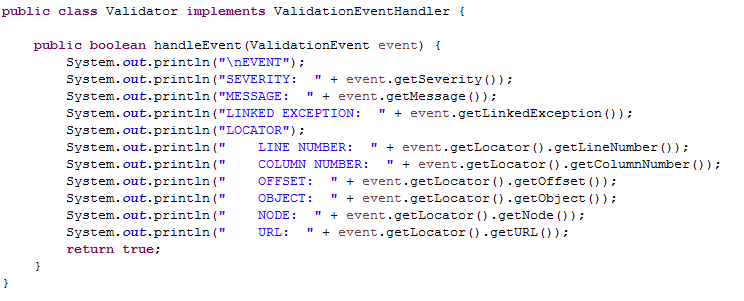 public class Validator implements ValidationEventHandler {
    public boolean handleEvent(ValidationEvent event) {
        System.out.println("\nEVENT");
        System.out.println("SEVERITY:  " + event.getSeverity());
        System.out.println("MESSAGE:  " + event.getMessage());
        System.out.println("LINKED EXCEPTION:  " + event.getLinkedException());
        System.out.println("LOCATOR");
        System.out.println("    LINE NUMBER:  " + event.getLocator().getLineNumber());
        System.out.println("    COLUMN NUMBER:  " + event.getLocator().getColumnNumber());
        System.out.println("    OFFSET:  " + event.getLocator().getOffset());
        System.out.println("    OBJECT:  " + event.getLocator().getObject());
        System.out.println("    NODE:  " + event.getLocator().getNode());
        System.out.println("    URL:  " + event.getLocator().getURL());
        return true;
    }
}